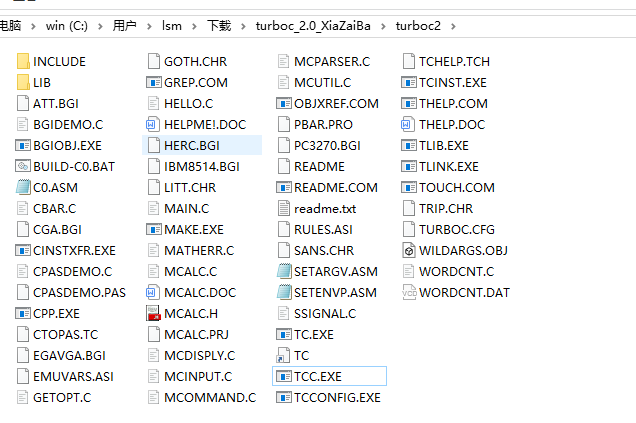 电脑 > win (C:) > 用户 > lsm > 下载 > turboc_2.0_XiaZaiBa > turboc2 >
INCLUDE
LIB
ATT.BGI
BGIDEMO.C
BGIOBJ.EXE
BUILD-C0.BAT
C0.ASM
CBAR.C
CGA.BGI
CINSTXFR.EXE
CPASDEMO.C
CPASDEMO.PAS
CPP.EXE
CTOPAS.TC
EGAVGA.BGI
EMUVARS.ASI
GETOPT.C
GOTH.CHR
GREP.COM
HELLO.C
HELPME!.DOC
HERC.BGI
IBM8514.BGI
LITT.CHR
MAIN.C
MAKE.EXE
MATHERR.C
MCALC.C
MCALC.DOC
MCALC.H
MCALC.PRJ
MCDISPLY.C
MCINPUT.C
MCOMMAND.C
MCPARSER.C
MCUTIL.C
OBJXREF.COM
PBAR.PRO
PC3270.BGI
README
README.COM
readme.txt
RULES.ASI
SANS.CHR
SETARGV.ASM
SETENVP.ASM
SSIGNAL.C
TC.EXE
TC
TCC.EXE
TCCONFIG.EXE
TCHELP.TCH
TCINST.EXE
THELP.COM
THELP.DOC
TLIB.EXE
TLINK.EXE
TOUCH.COM
TRIP.CHR
TURBOC.CFG
WILDARGS.OBJ
WORDCNT.C
WORDCNT.DAT